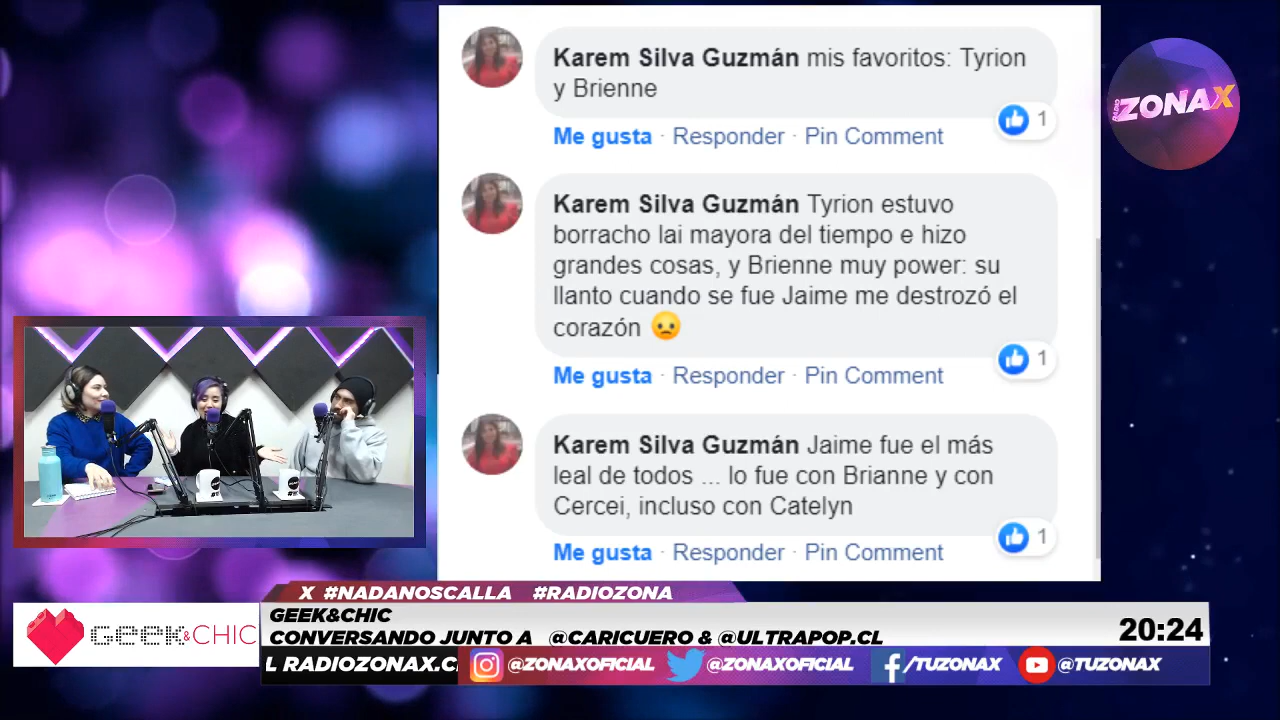 Karem Silva Guzmán mis favoritos: Tyrion
y Brienne
1
Me gusta · Responder · Pin Comment
Karem Silva Guzmán Tyrion estuvo
borracho lai mayora del tiempo e hizo
grandes cosas, y Brienne muy power: su
llanto cuando se fue Jaime me destrozó el
corazón
1
Me gusta · Responder · Pin Comment
Karem Silva Guzmán Jaime fue el más
leal de todos ... lo fue con Brianne y con
Cercei, incluso con Catelyn
1
Me gusta · Responder · Pin Comment
RADIO ZONAX
X #NADANOSCALLA #RADIOZONA
GEEK&CHIC
GEEK&CHIC
CONVERSANDO JUNTO A @CARICUERO & @ULTRAPOP.CL
20:24
L RADIOZONAX.C
@ZONAXOFICIAL
@ZONAXOFICIAL
/TUZONAX
@TUZONAX